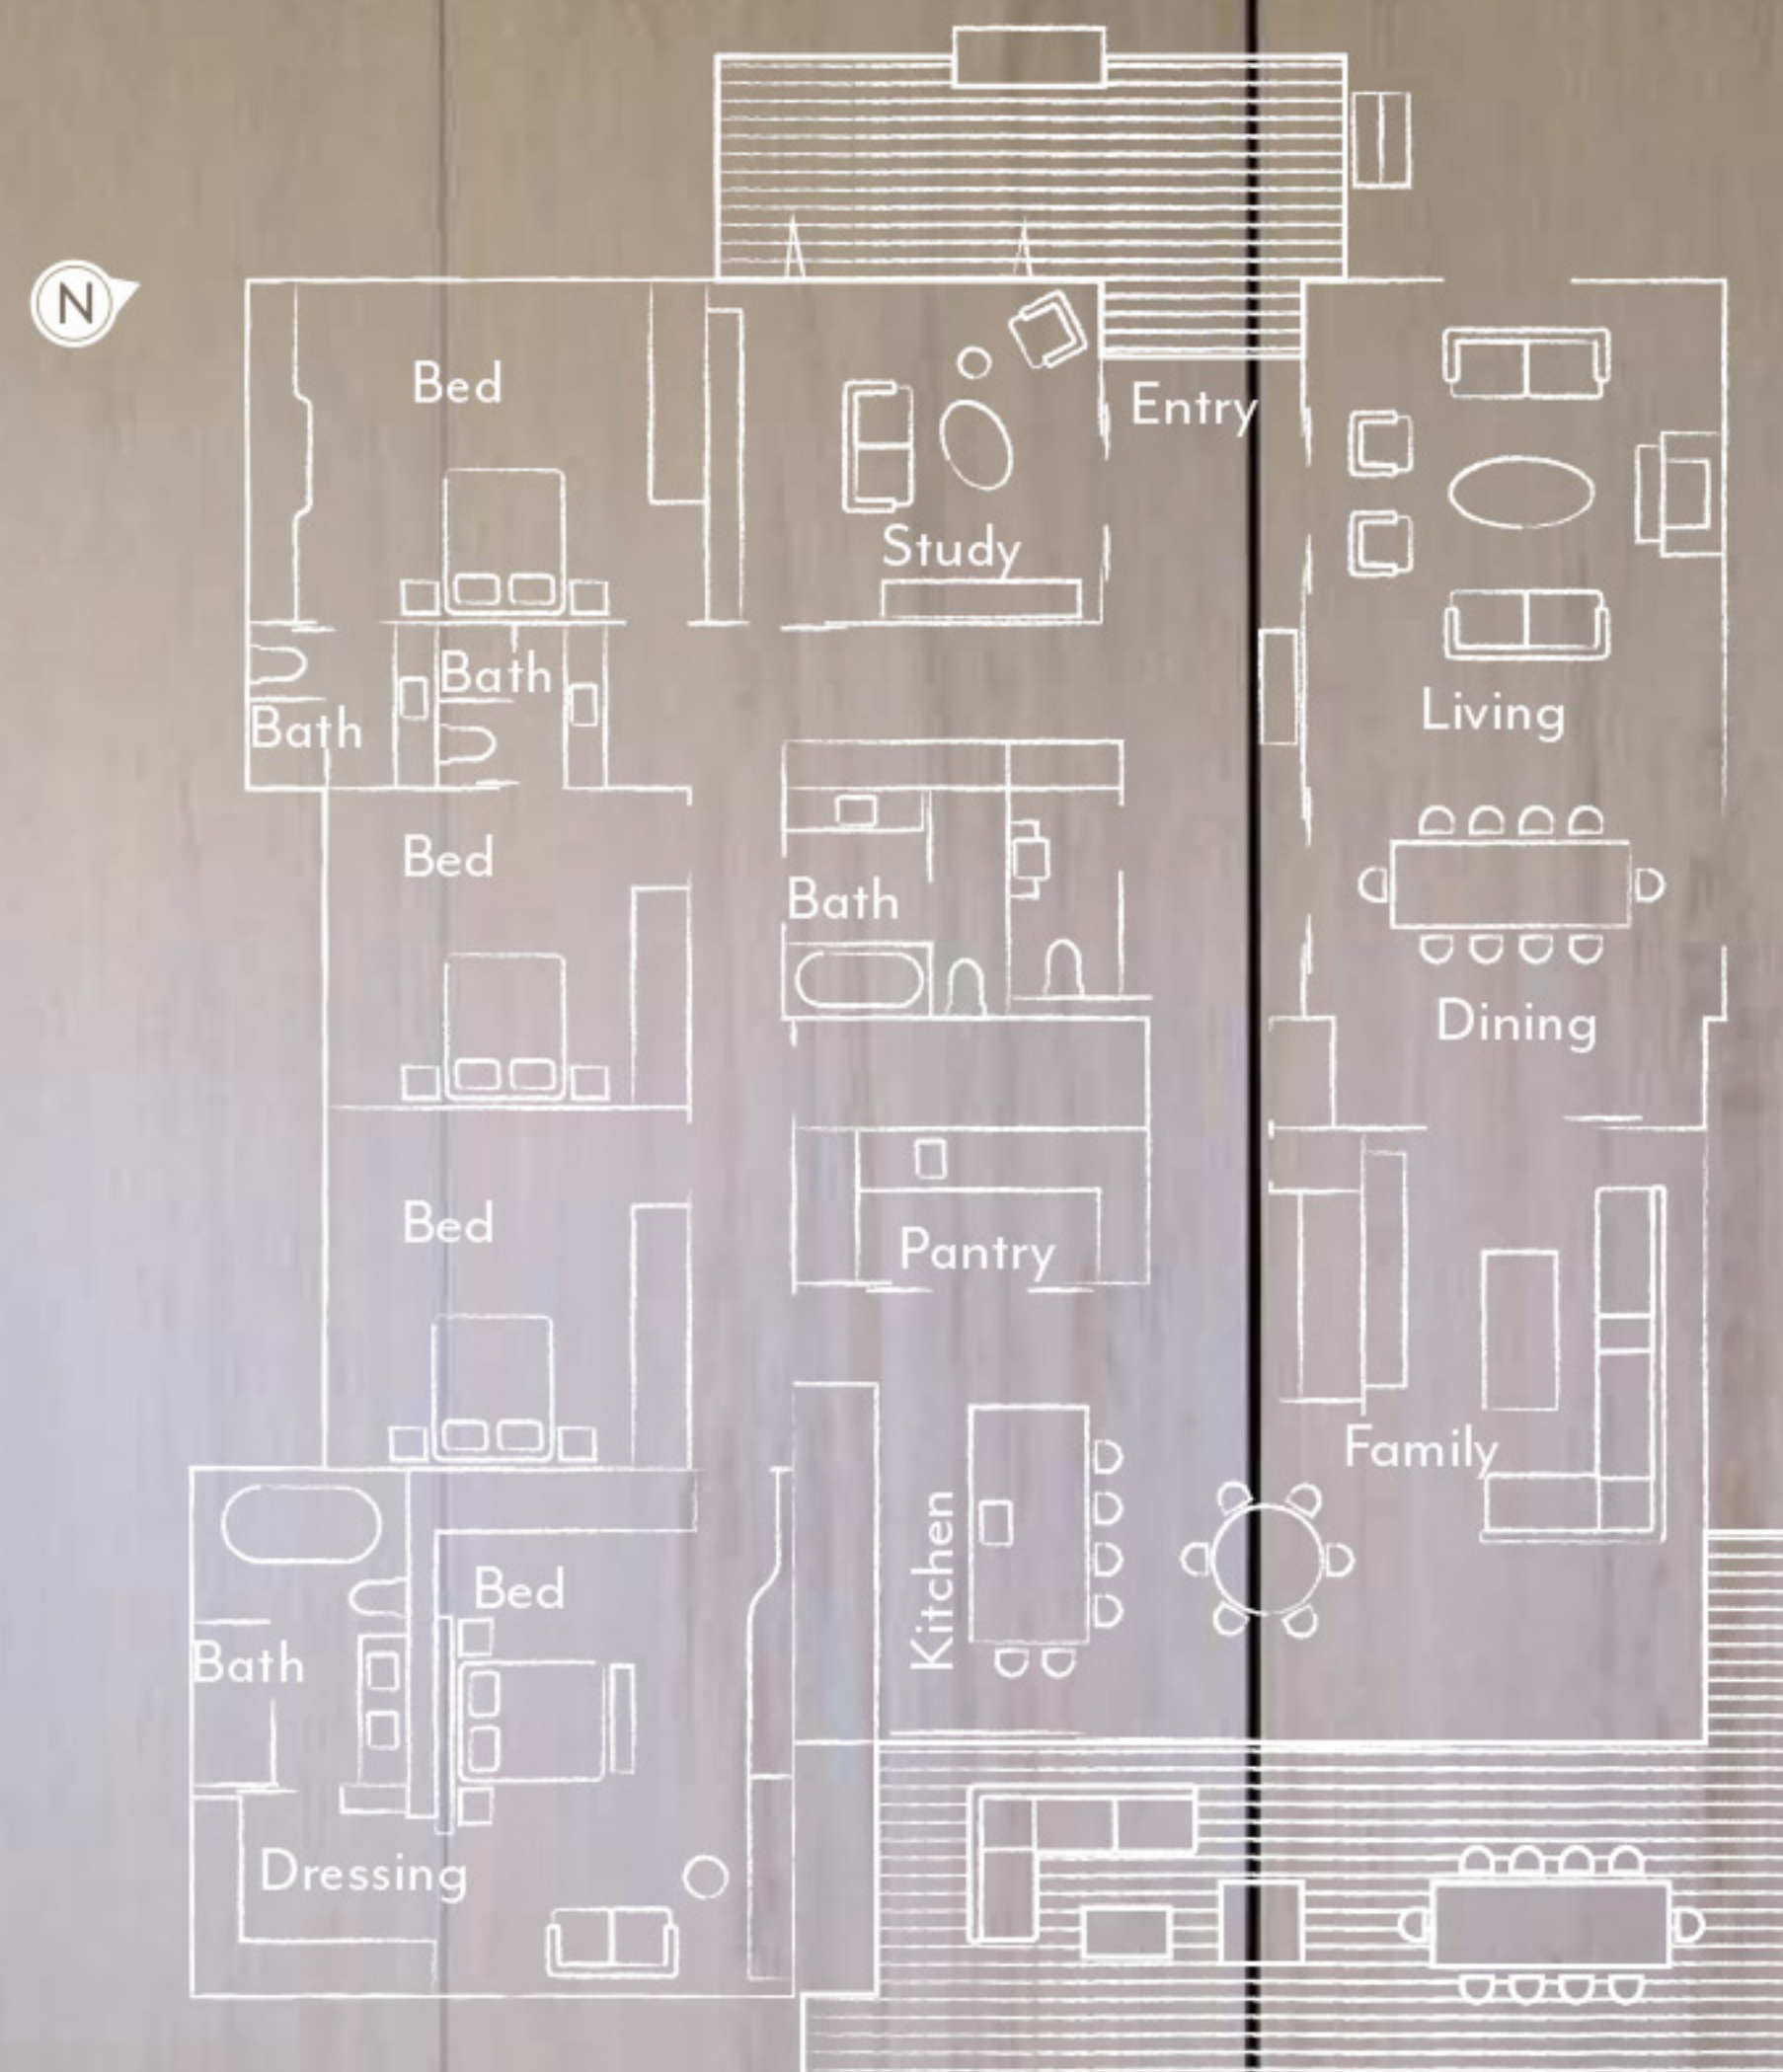 N
Bed
Entry
Study
Bath
Bath
Living
Bed
Bath
Dining
Bed
Pantry
Family
Kitchen
Bed
Bath
Dressing